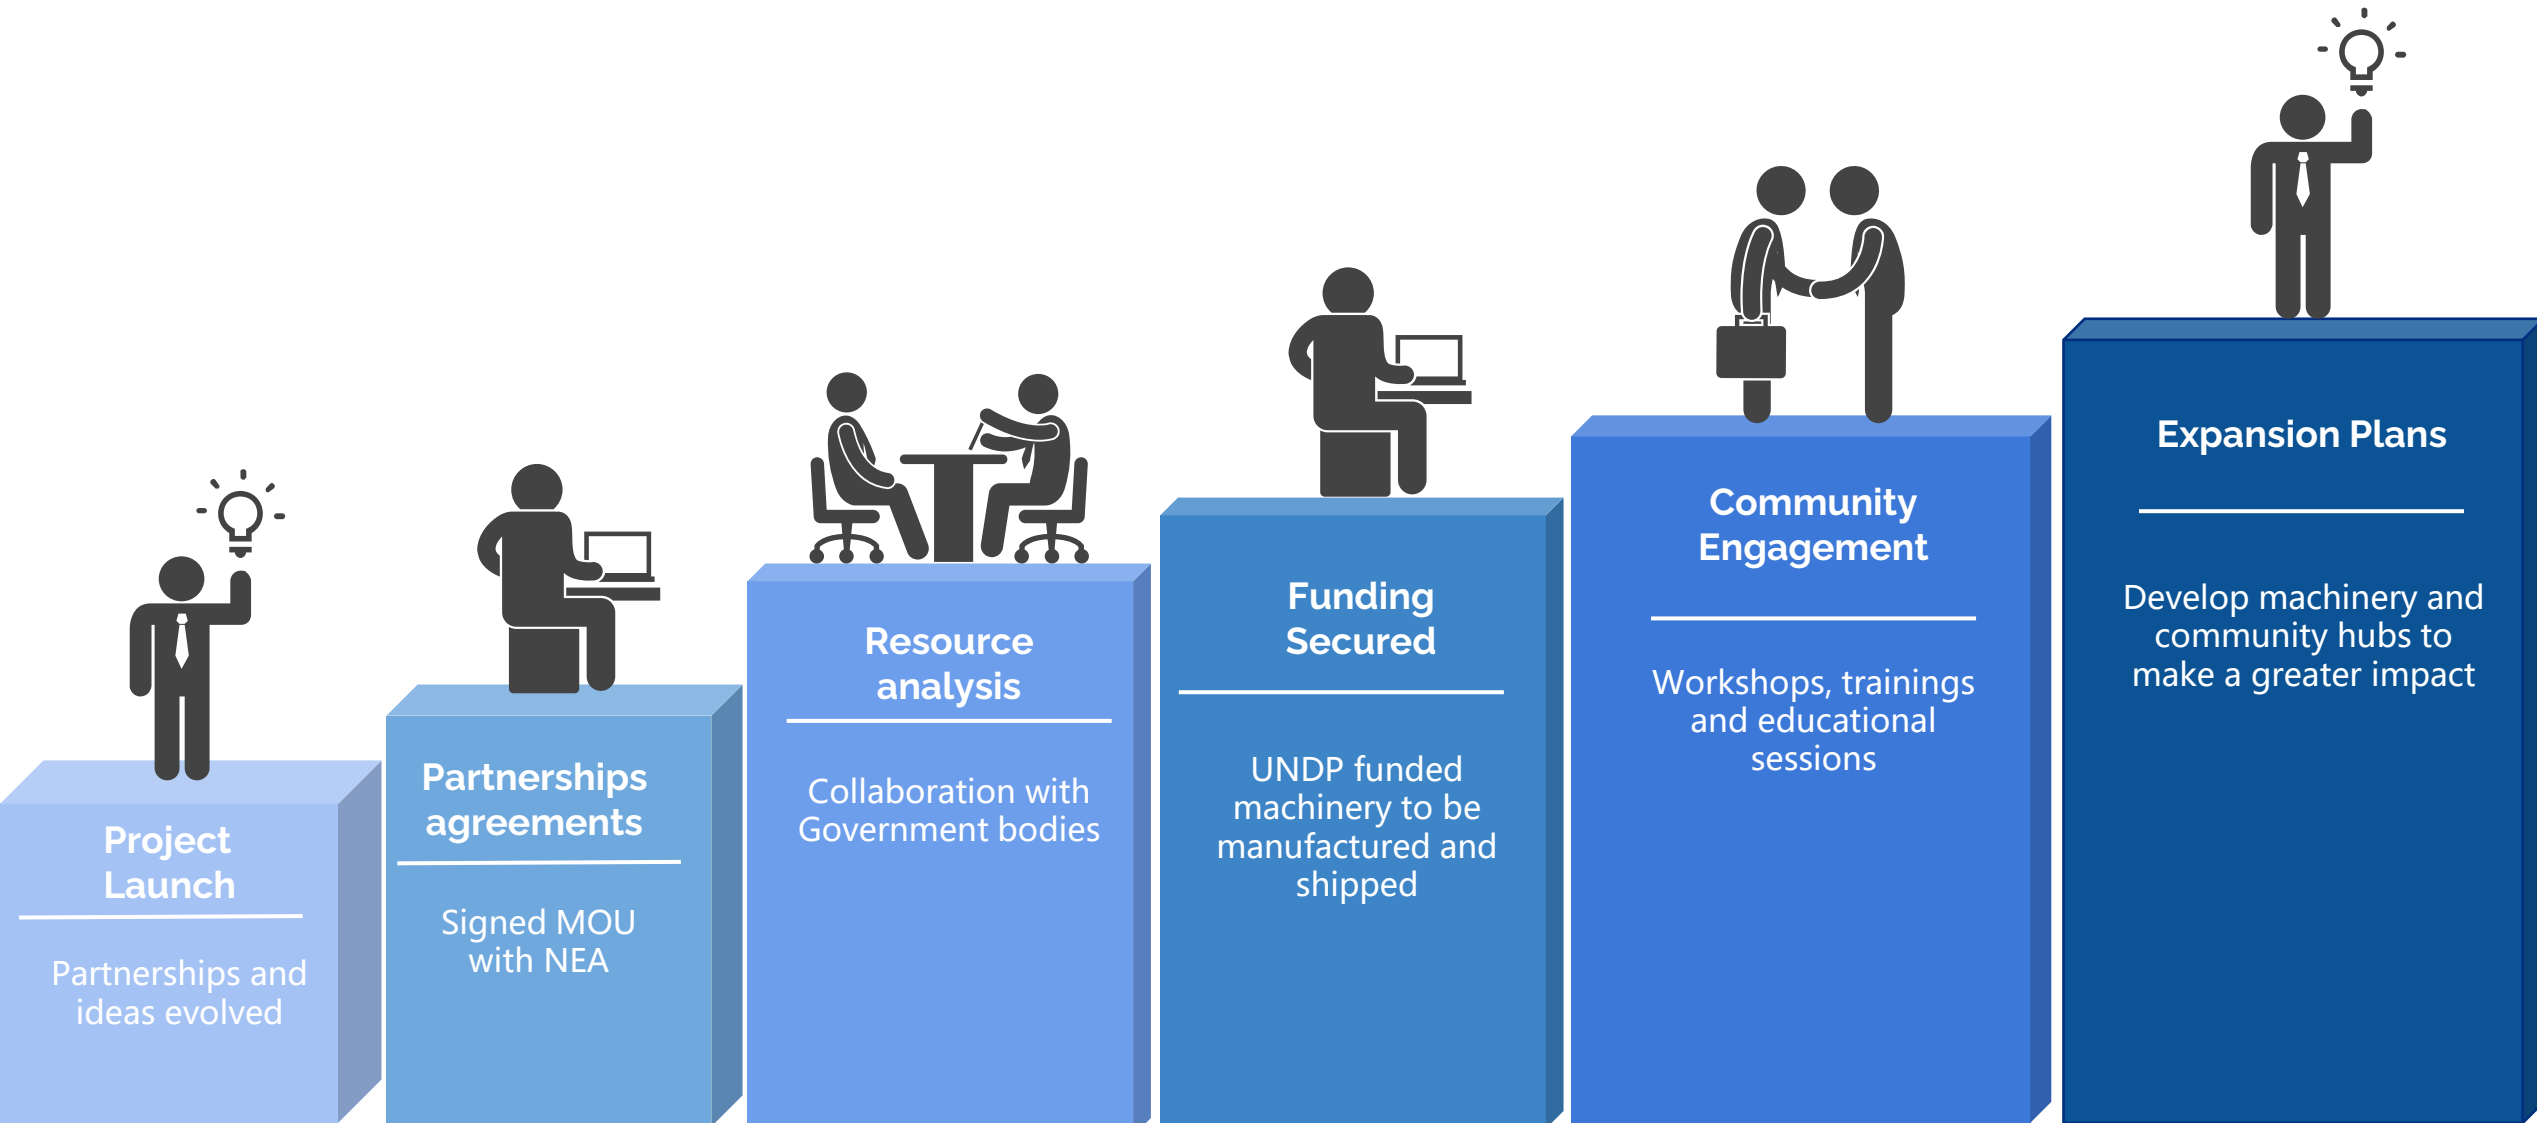 Project
Launch
Partnerships and
ideas evolved
Partnerships
agreements
Signed MOU
with NEA
Resource
analysis
Collaboration with
Government bodies
Funding
Secured
UNDP funded
machinery to be
manufactured and
shipped
Community
Engagement
Workshops, trainings
and educational
sessions
Expansion Plans
Develop machinery and
community hubs to
make a greater impact